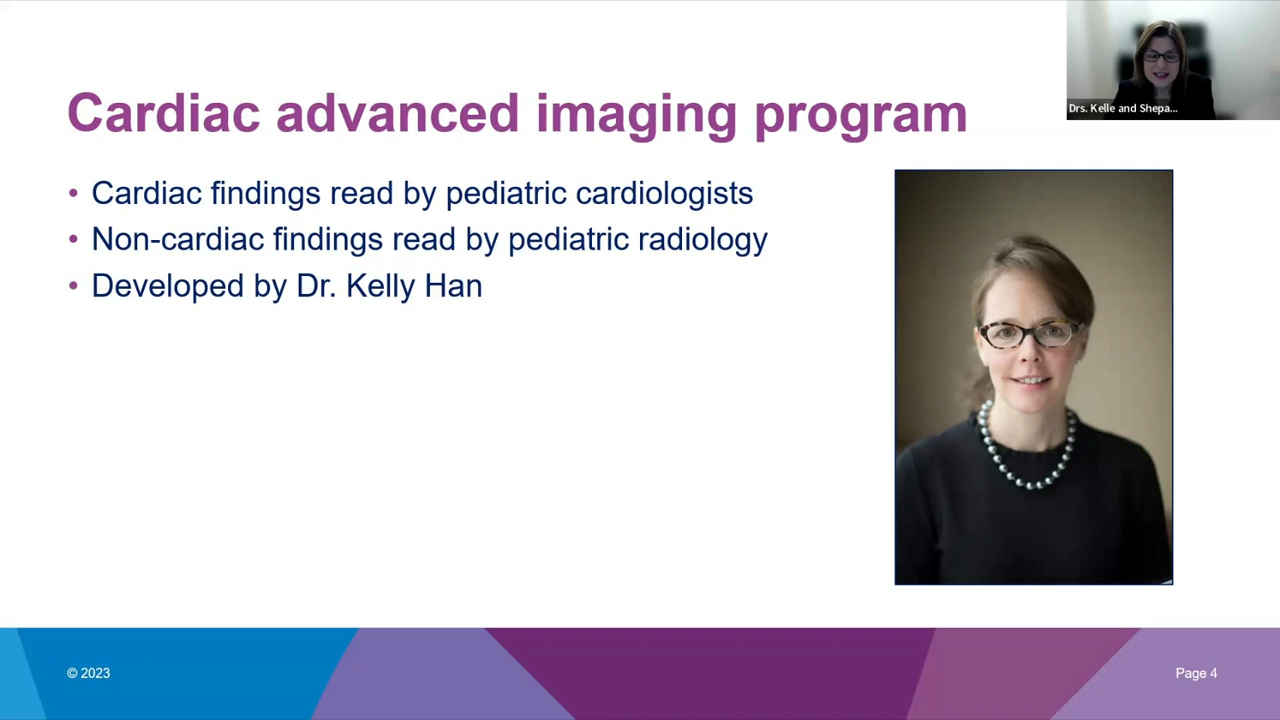 Cardiac advanced imaging program
Drs. Kelle and Shepa...
• Cardiac findings read by pediatric cardiologists
• Non-cardiac findings read by pediatric radiology
• Developed by Dr. Kelly Han
© 2023
Page 4